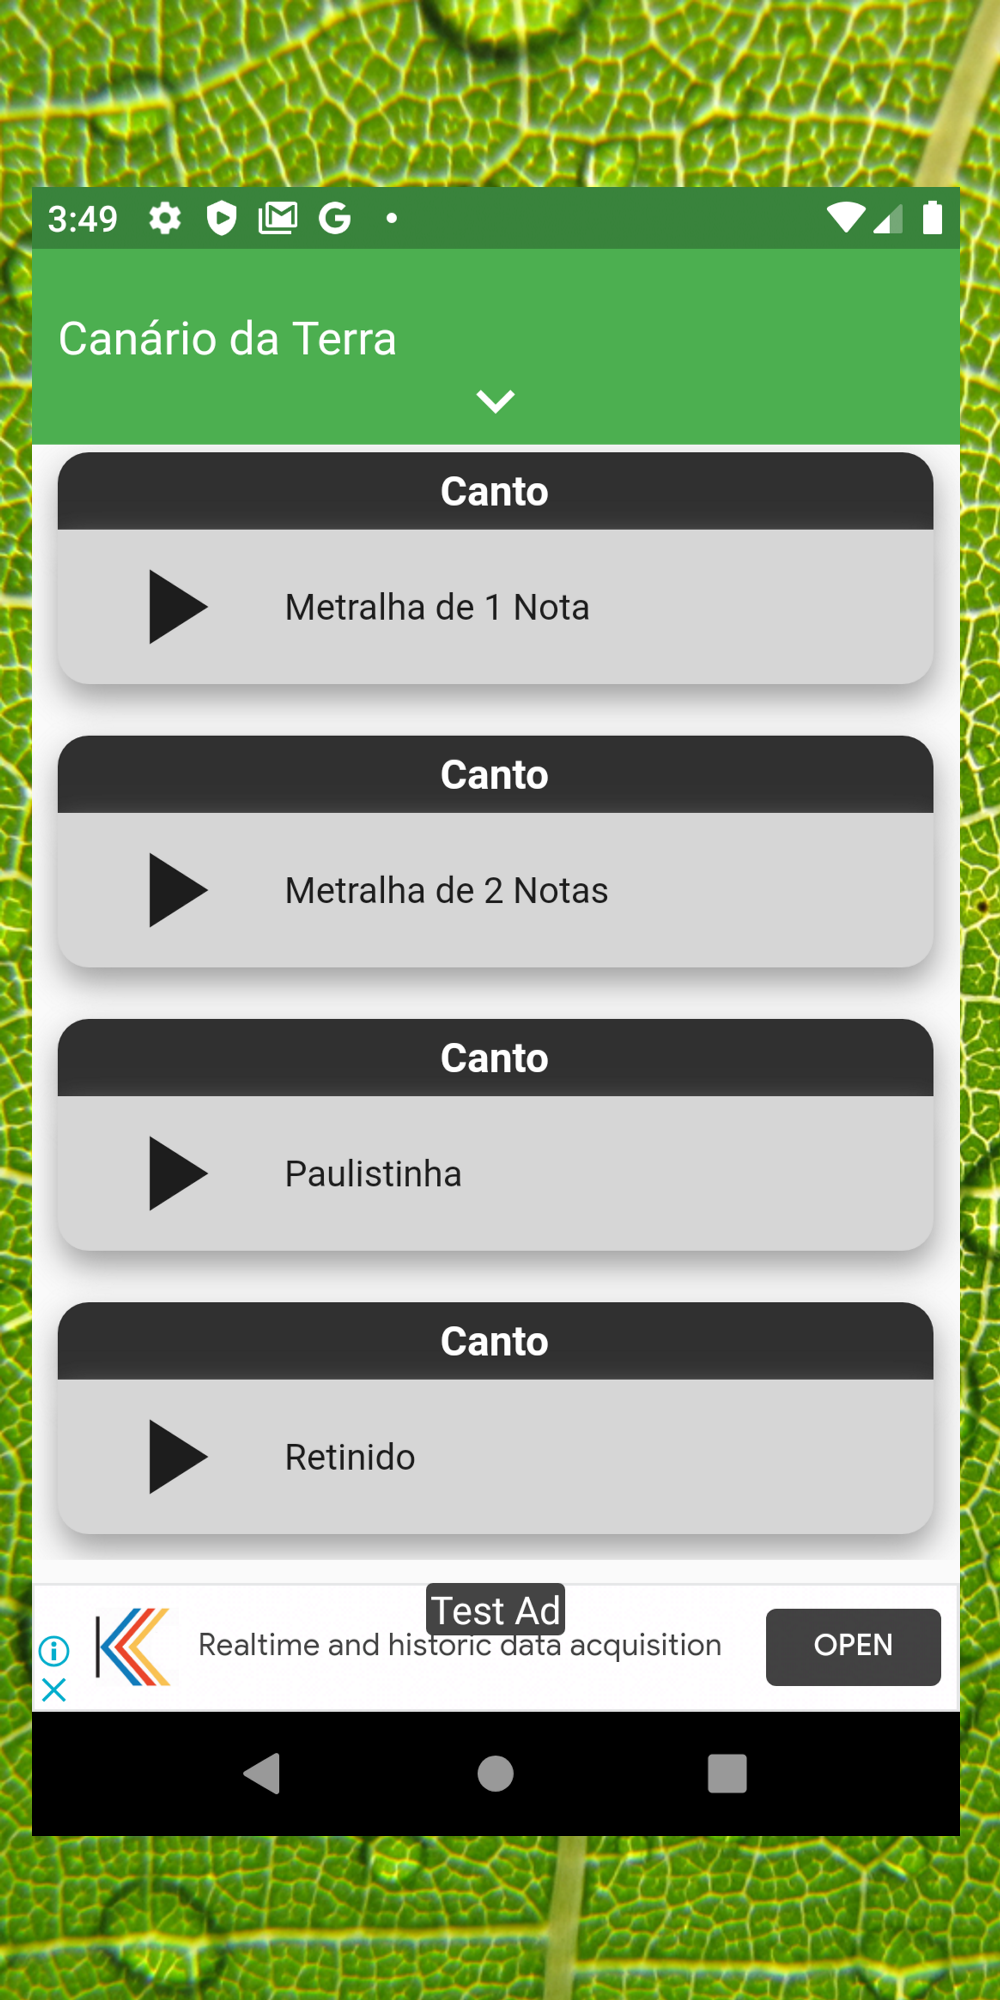 3:49
Canário da Terra
Canto
Metralha de 1 Nota
Canto
Metralha de 2 Notas
Canto
Paulistinha
Canto
Retinido
Test Ad
Realtime and historic data acquisition
OPEN